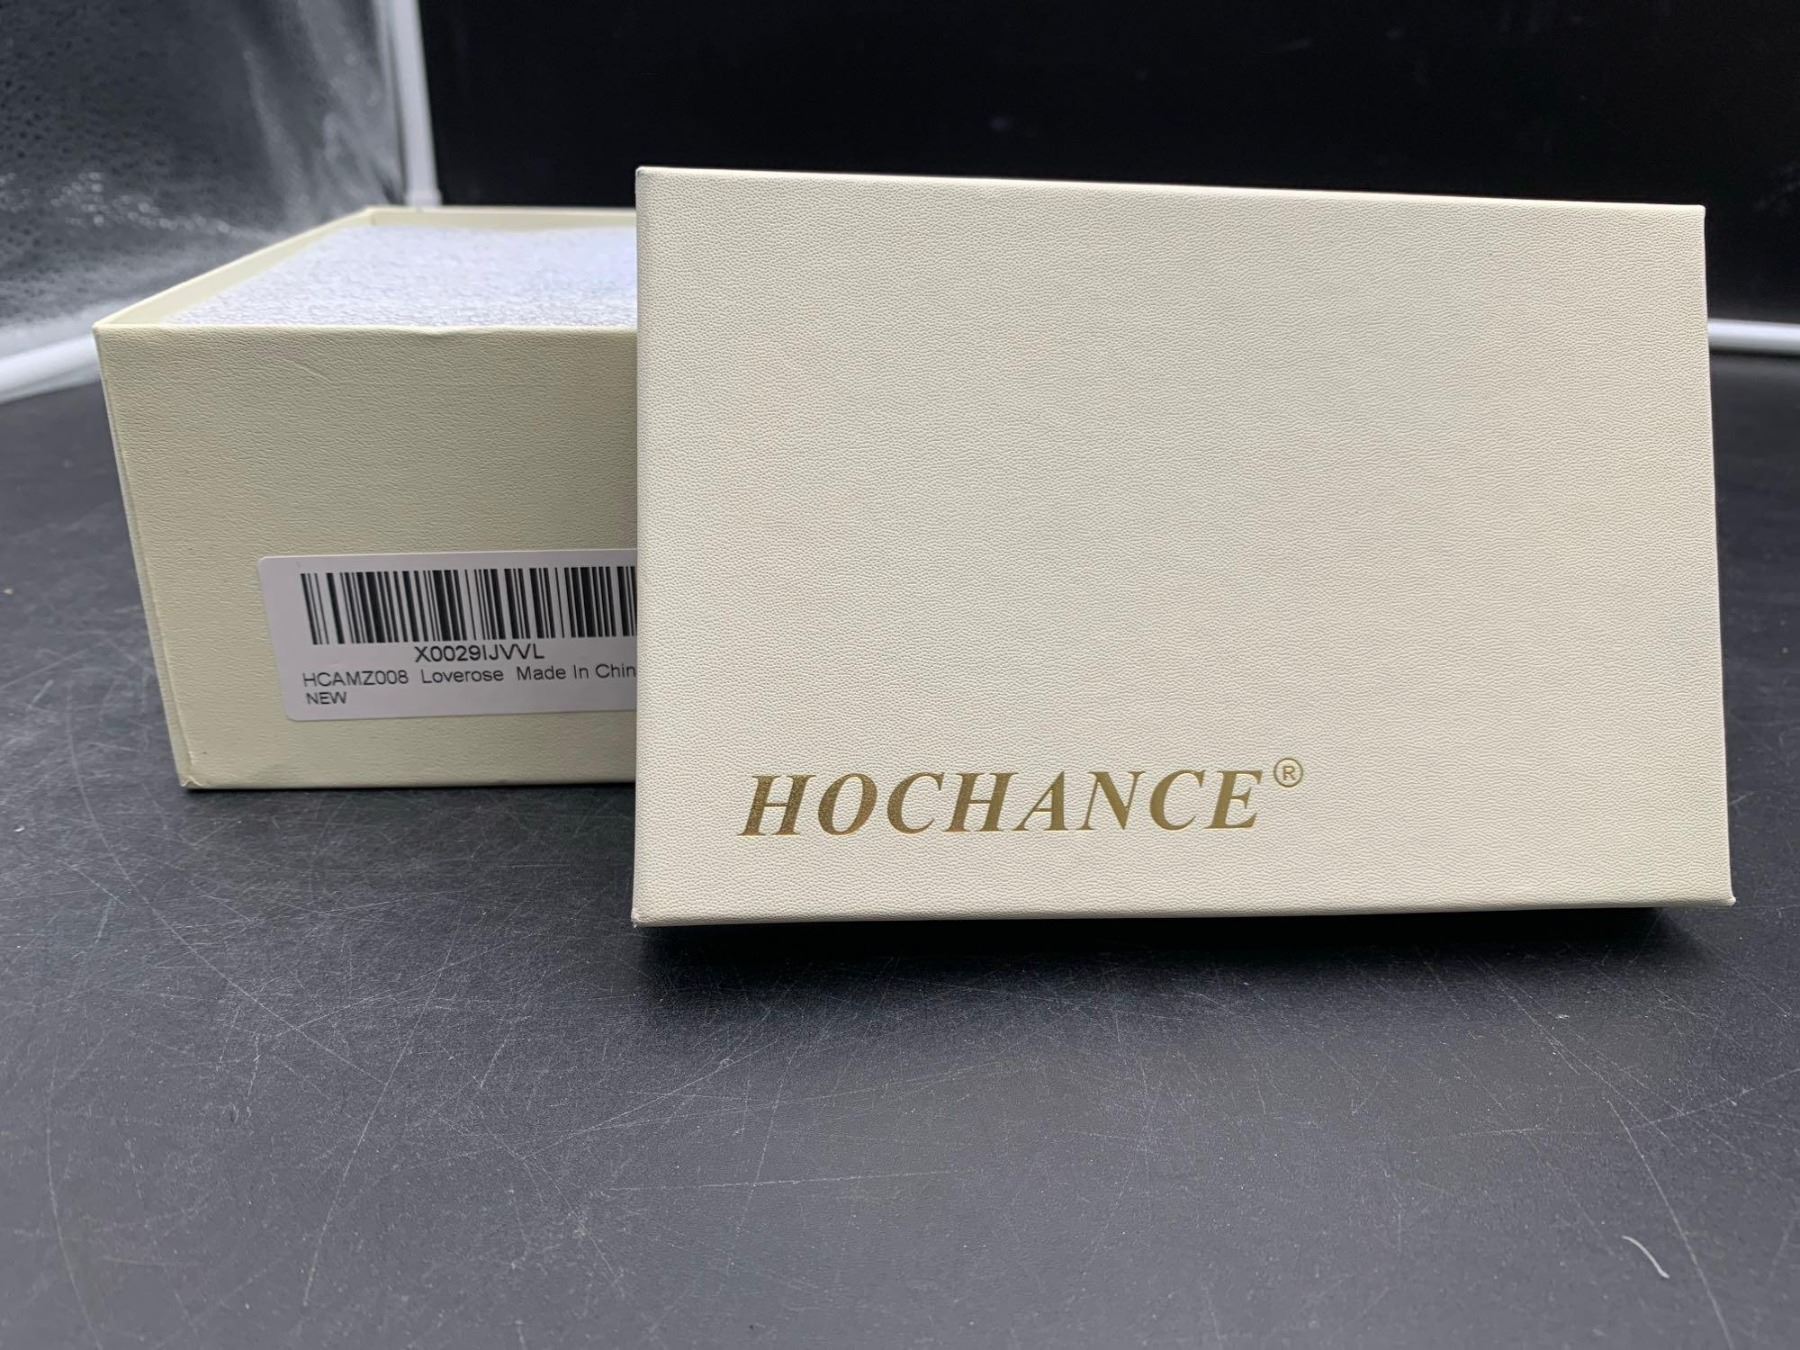 X0029IJVVL
HCAMZ008 Loverose Made In Chin
NEW
HOCHANCE®